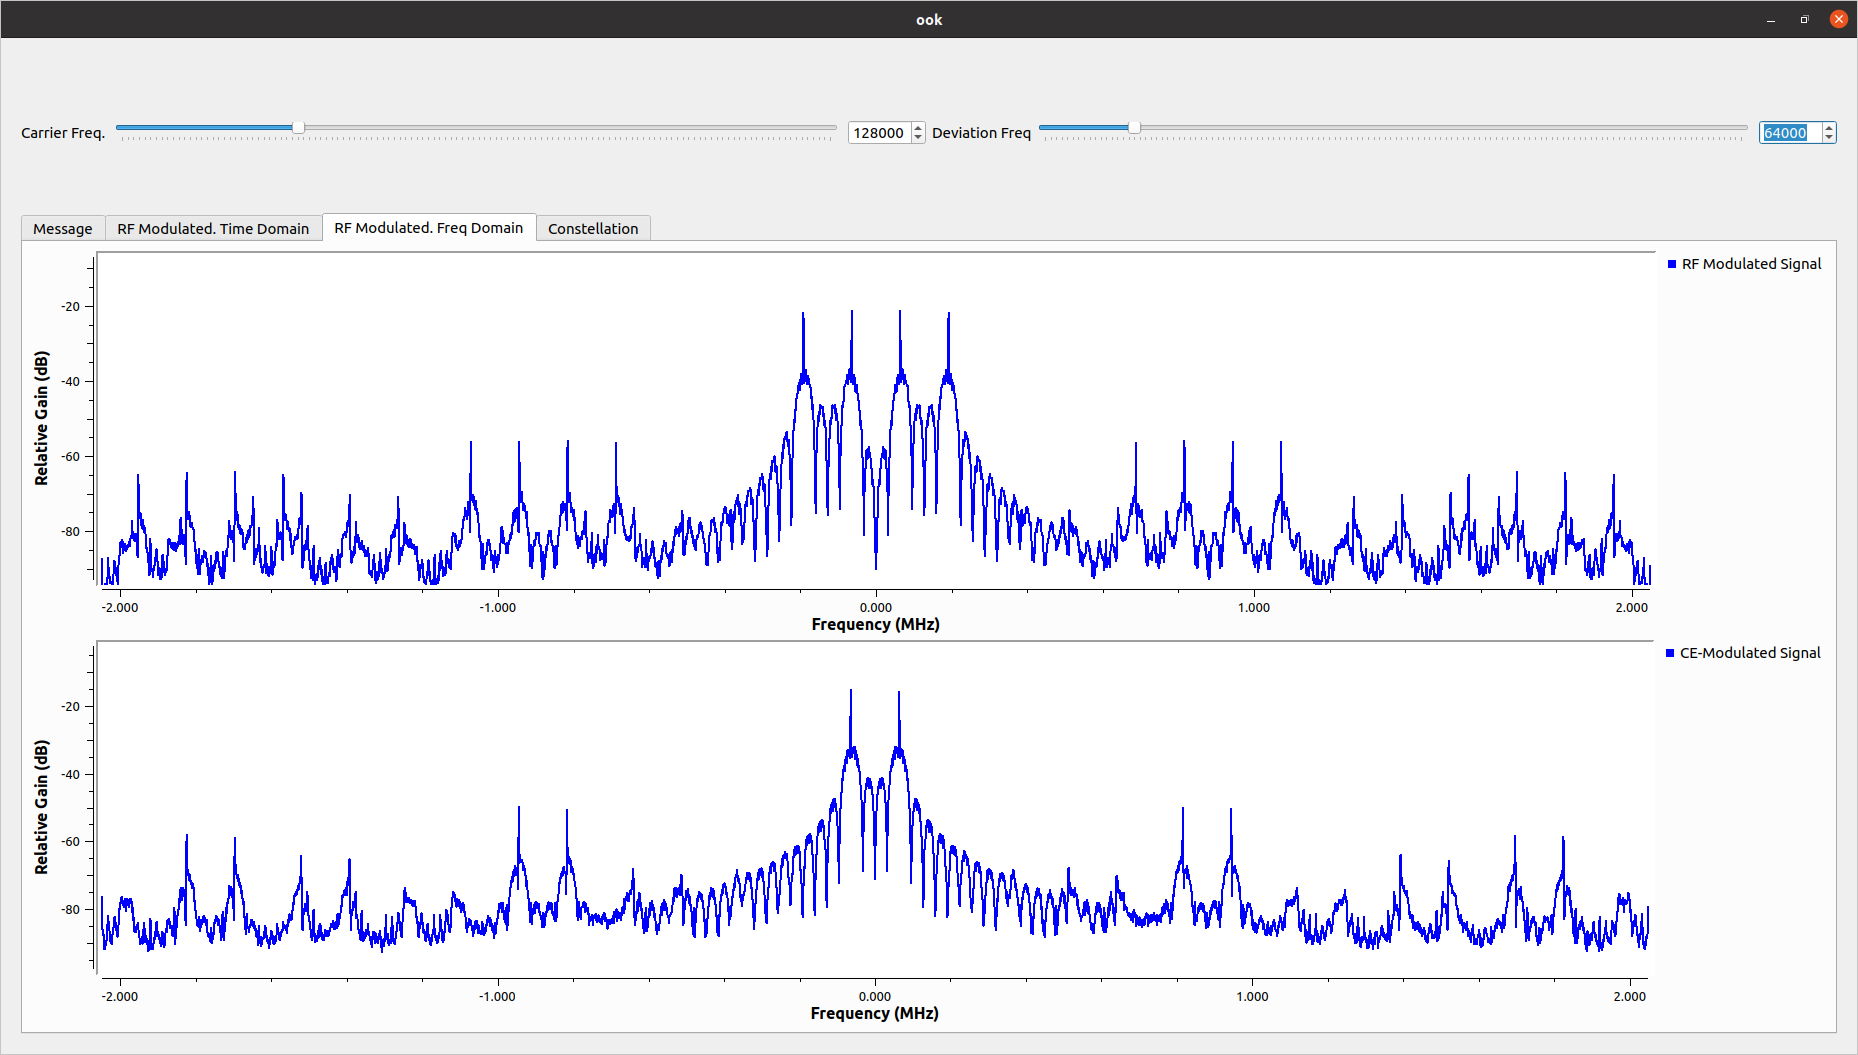 ook
Carrier Freq. 128000 Deviation Freq 64000
Message RF Modulated. Time Domain RF Modulated. Freq Domain Constellation
RF Modulated Signal
Relative Gain (dB)
-20
-40
-60
-80
-2.000 -1.000 0.000 1.000 2.000
Frequency (MHz)
CE-Modulated Signal
Relative Gain (dB)
-20
-40
-60
-80
-2.000 -1.000 0.000 1.000 2.000
Frequency (MHz)